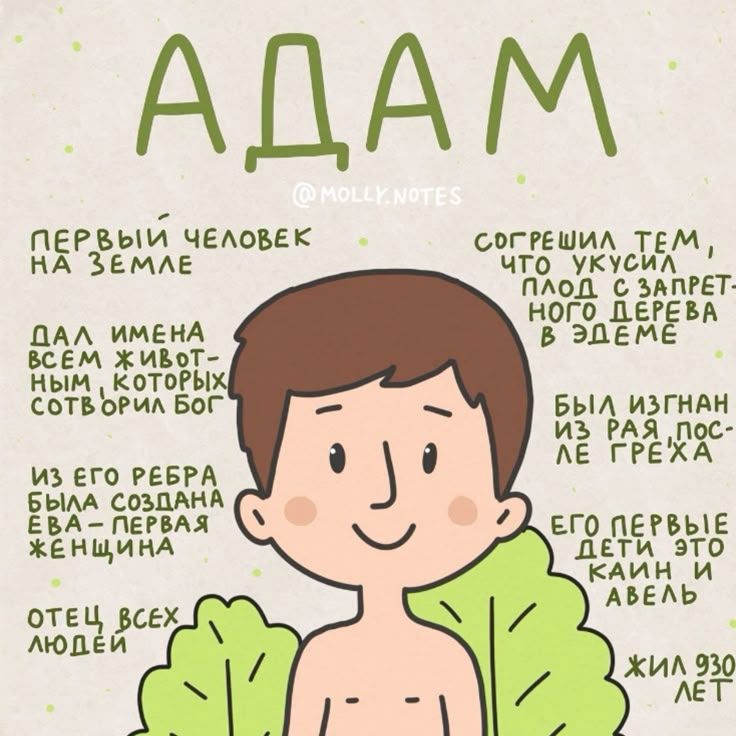 АДАМ
@MOLLY.NOTES
ПЕРВЫЙ ЧЕЛОВЕК
НА ЗЕМЛЕ
ДАЛ ИМЕНА
ВСЕМ ЖИВОТ-
НЫМ, КОТОРЫХ
СОТВОРИЛ БОГ
ИЗ ЕГО РЕБРА
БЫЛА СОЗДАНА
ЕВА – ПЕРВАЯ
ЖЕНЩИНА
ОТЕЦ ВСЕХ
ЛЮДЕЙ
СОГРЕШИЛ ТЕМ,
ЧТО УКУСИЛ
ПЛОД С ЗАПРЕТ-
НОГО ДЕРЕВА
В ЭДЕМЕ
БЫЛ ИЗГНАН
ИЗ РАЯ ПОС-
ЛЕ ГРЕХА
ЕГО ПЕРВЫЕ
ДЕТИ ЭТО
КАИН И
АВЕЛЬ
ЖИЛ 930
ЛЕТ